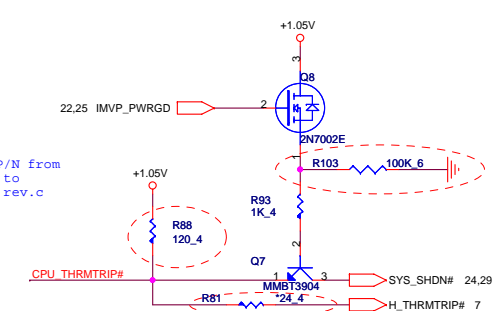 +1.05V
3
Q8
22,25 IMVP_PWRGD
2
2N7002E
P/N from
to
rev.c
1
R103 100K_6
+1.05V
R93
1K_4
R88
120_4
2
Q7
CPU_THRMTRIP#
1 3
SYS_SHDN# 24,29
MMBT3904
R81 *24_4
H_THRMTRIP# 7